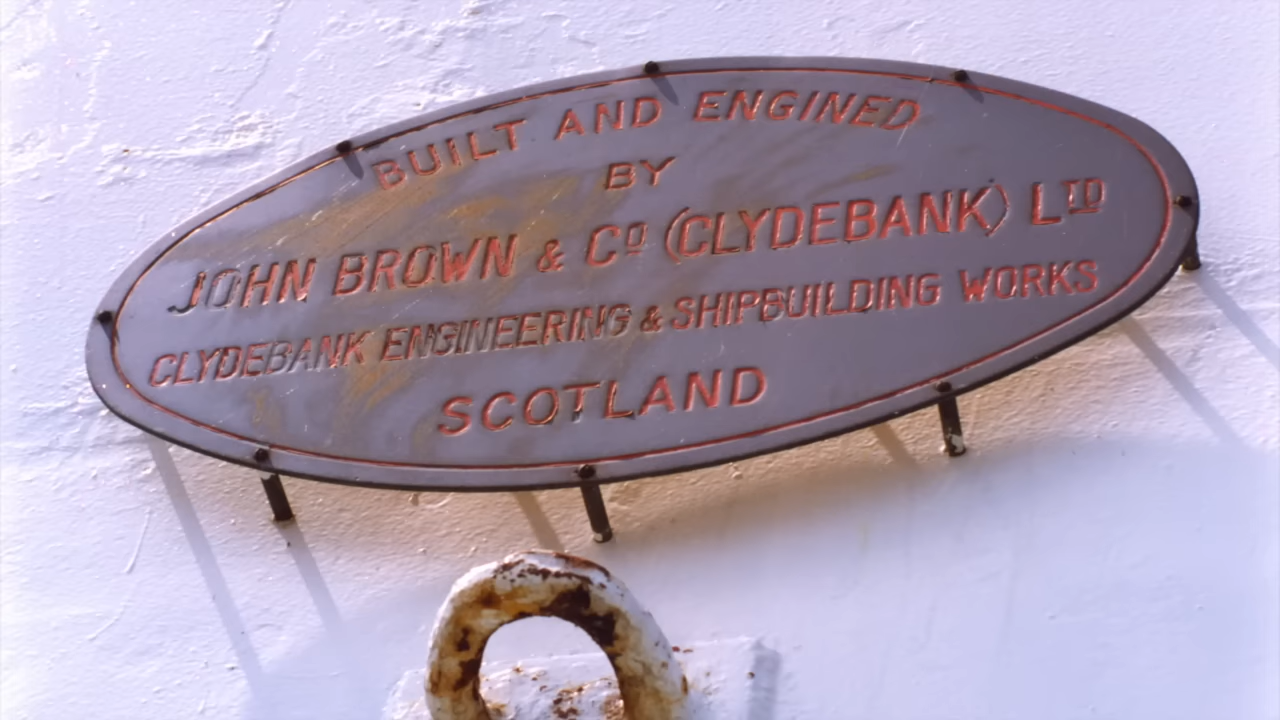 BUILT AND ENGINED
BY
JOHN BROWN & Cº (CLYDEBANK) LTD
CLYDEBANK ENGINEERING & SHIPBUILDING WORKS
SCOTLAND